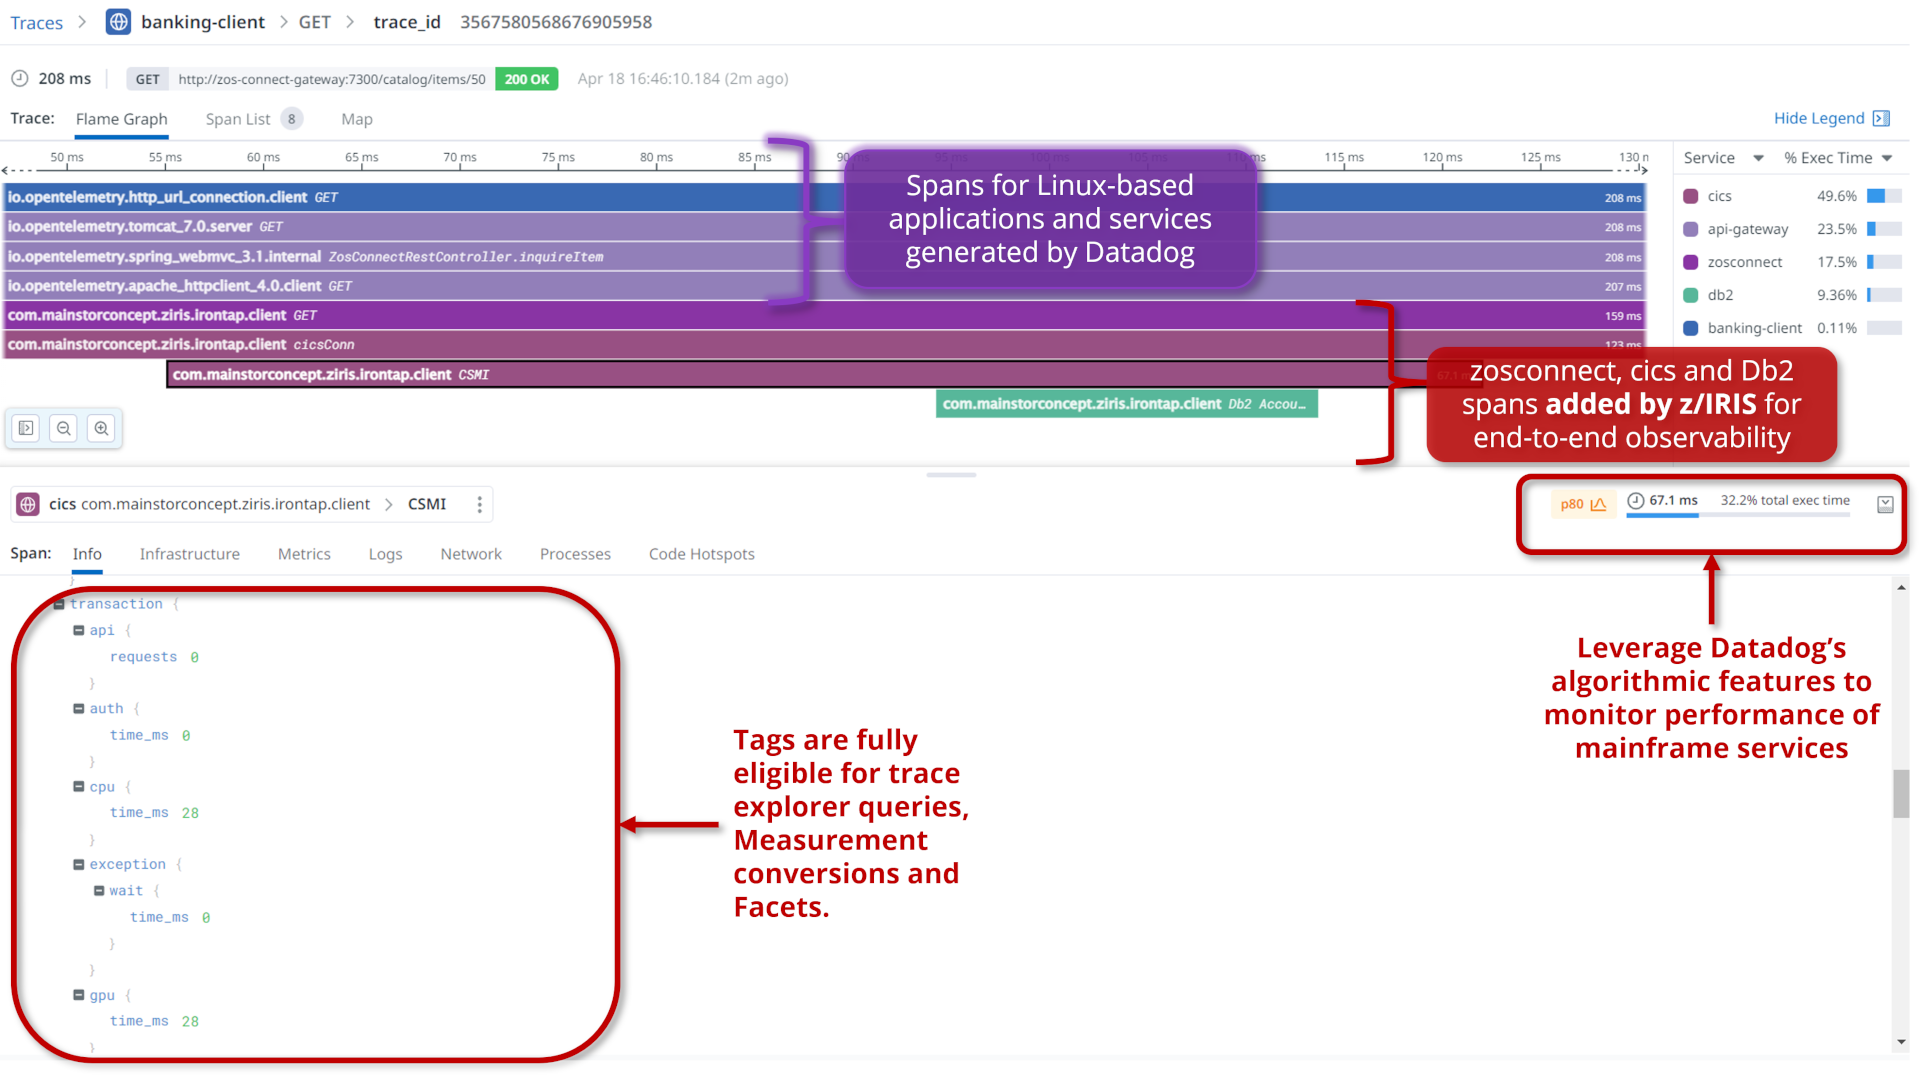 Traces > banking-client > GET > trace_id 3567580568676905958
208 ms GET http://zos-connect-gateway:7300/catalog/items/50 200 OK Apr 18 16:46:10.184 (2m ago)
Trace: Flame Graph Span List 8 Map
Hide Legend
50 ms 55 ms 60 ms 65 ms 70 ms 75 ms 80 ms 85 ms 90 ms 95 ms 100 ms 105 ms 110 ms 115 ms 120 ms 125 ms 130 n
Service % Exec Time
io.opentelemetry.http_url_connection.client GET 208 ms
io.opentelemetry.tomcat_7.0.server GET 208 ms
io.opentelemetry.spring_webmvc_3.1.internal ZosConnectRestController.inquireItem 208 ms
io.opentelemetry.apache_httpclient_4.0.client GET 207 ms
com.mainstorconcept.ziris.irontap.client GET 159 ms
com.mainstorconcept.ziris.irontap.client cicsConn 123 ms
com.mainstorconcept.ziris.irontap.client CSMI 67.1 m
com.mainstorconcept.ziris.irontap.client Db2 Accou…
Spans for Linux-based
applications and services
generated by Datadog
cics 49.6%
api-gateway 23.5%
zosconnect 17.5%
db2 9.36%
banking-client 0.11%
zosconnect, cics and Db2
spans added by z/IRIS for
end-to-end observability
cics com.mainstorconcept.ziris.irontap.client > CSMI
p80 67.1 ms 32.2% total exec time
Span: Info Infrastructure Metrics Logs Network Processes Code Hotspots
}
transaction {
api {
requests 0
}
auth {
time_ms 0
}
cpu {
time_ms 28
}
exception {
wait {
time_ms 0
}
}
gpu {
time_ms 28
}
Tags are fully
eligible for trace
explorer queries,
Measurement
conversions and
Facets.
Leverage Datadog’s
algorithmic features to
monitor performance of
mainframe services